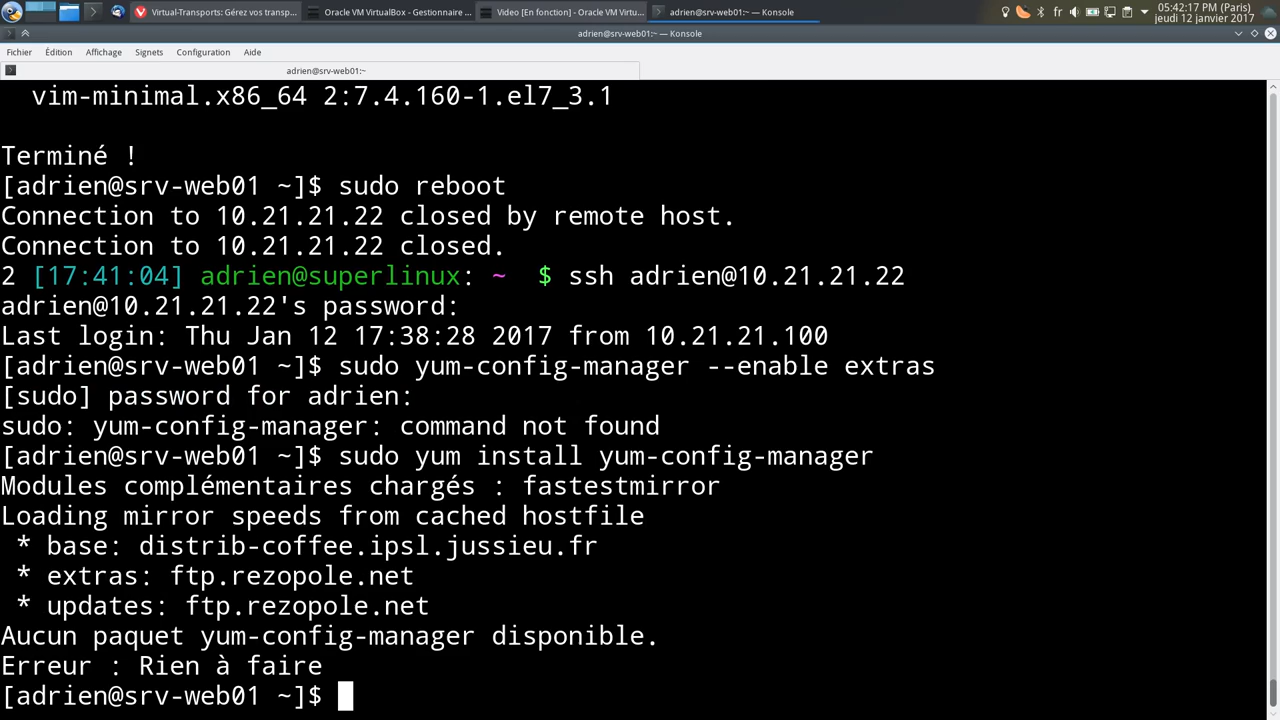 Virtual-Transports: Gérez vos transp...
Oracle VM VirtualBox - Gestionnaire ...
Video [En fonction] - Oracle VM Virtu...
adrien@srv-web01:~ — Konsole
fr
05:42:17 PM (Paris)
jeudi 12 janvier 2017
adrien@srv-web01:~ — Konsole
Fichier Édition Affichage Signets Configuration Aide
adrien@srv-web01:~
vim-minimal.x86_64 2:7.4.160-1.el7_3.1
Terminé !
[adrien@srv-web01 ~]$ sudo reboot
Connection to 10.21.21.22 closed by remote host.
Connection to 10.21.21.22 closed.
2 [17:41:04] adrien@superlinux: ~ $ ssh adrien@10.21.21.22
adrien@10.21.21.22's password:
Last login: Thu Jan 12 17:38:28 2017 from 10.21.21.100
[adrien@srv-web01 ~]$ sudo yum-config-manager --enable extras
[sudo] password for adrien:
sudo: yum-config-manager: command not found
[adrien@srv-web01 ~]$ sudo yum install yum-config-manager
Modules complémentaires chargés : fastestmirror
Loading mirror speeds from cached hostfile
* base: distrib-coffee.ipsl.jussieu.fr
* extras: ftp.rezopole.net
* updates: ftp.rezopole.net
Aucun paquet yum-config-manager disponible.
Erreur : Rien à faire
[adrien@srv-web01 ~]$